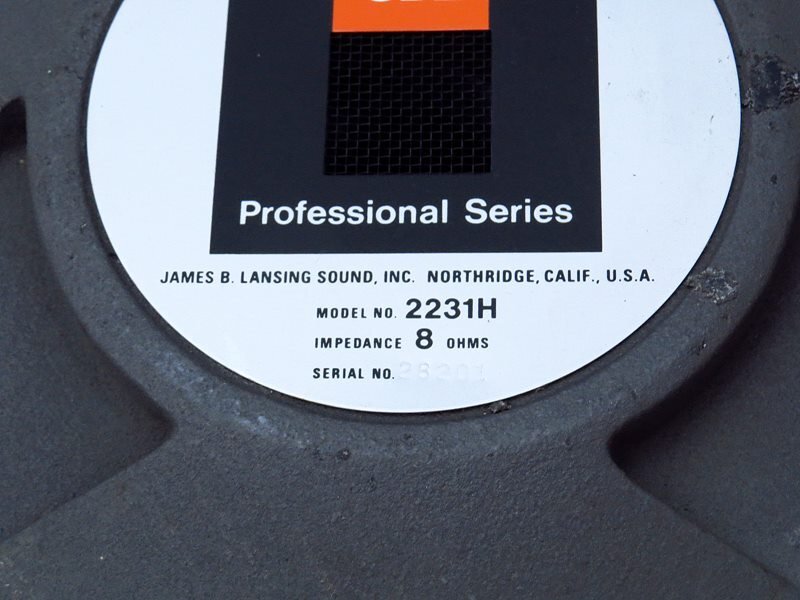 Professional Series
JAMES B. LANSING SOUND, INC. NORTHRIDGE, CALIF., U.S.A.
MODEL NO. 2231H
IMPEDANCE 8 OHMS
SERIAL NO.